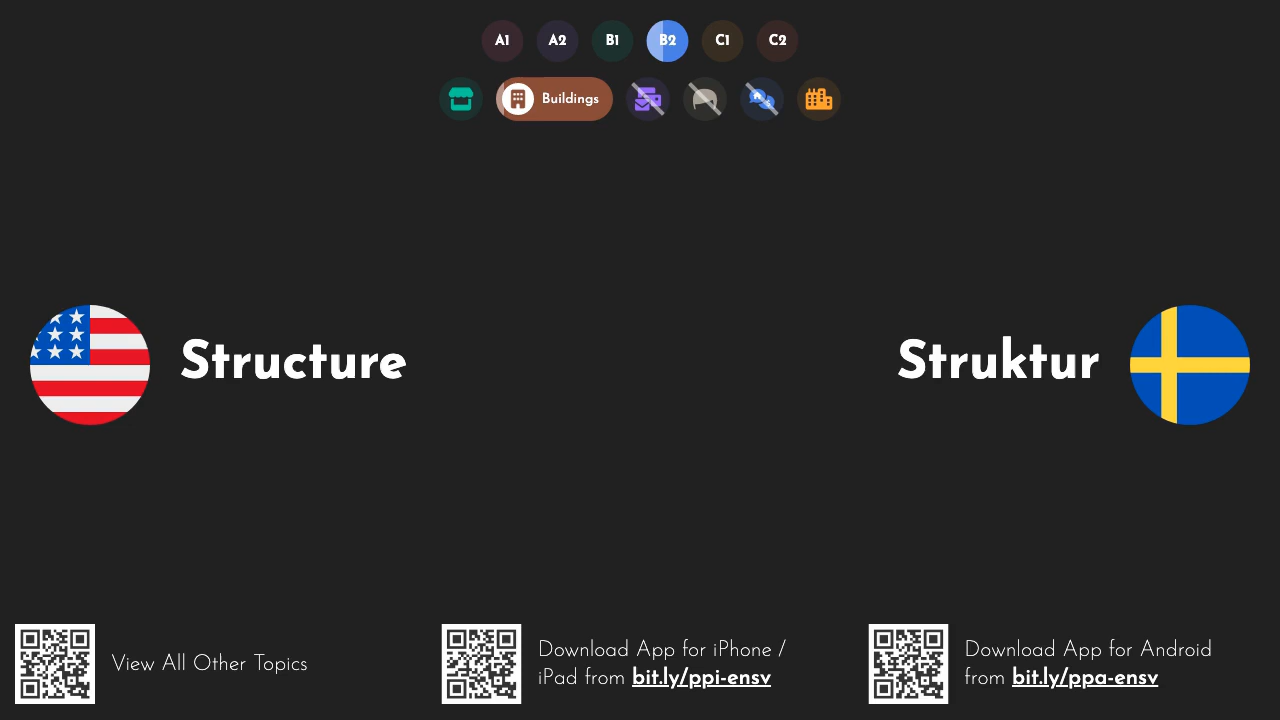 A1 A2 B1 B2 C1 C2
Buildings
Structure
Struktur
View All Other Topics
Download App for iPhone /
iPad from bit.ly/ppi-ensv
Download App for Android
from bit.ly/ppa-ensv